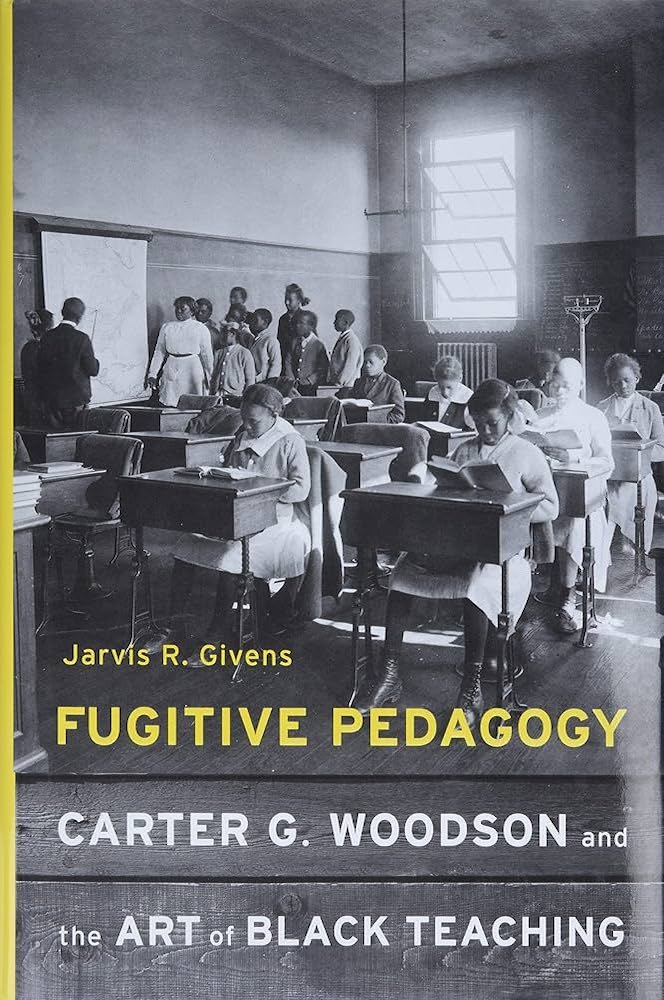 Jarvis R. Givens
FUGITIVE PEDAGOGY
CARTER G. WOODSON and
the ART of BLACK TEACHING